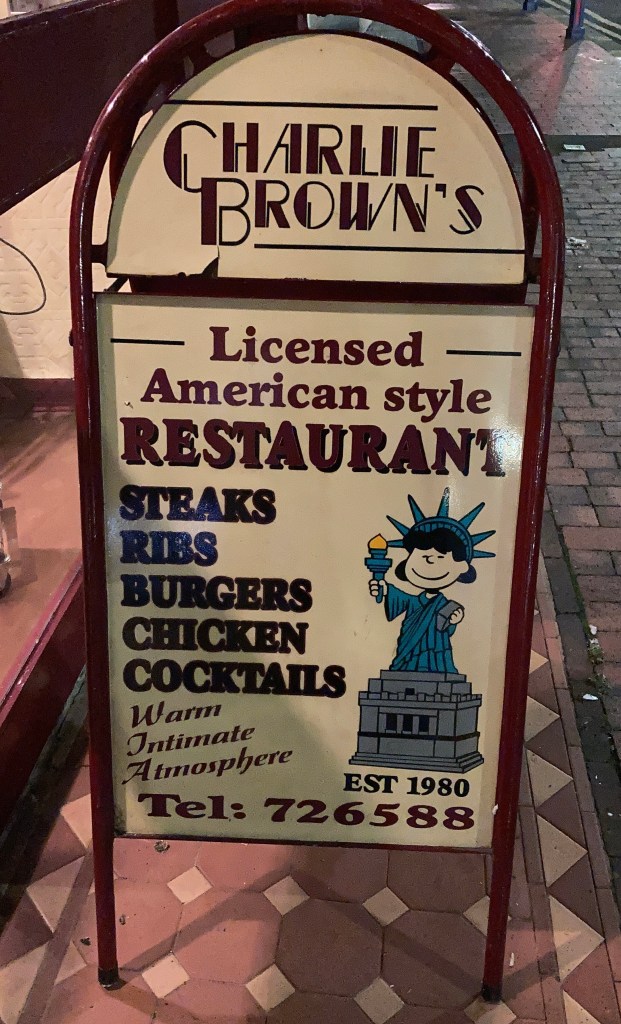 CHARLIE
BROWN'S
Licensed
American style
RESTAURANT
STEAKS
RIBS
BURGERS
CHICKEN
COCKTAILS
Warm
Intimate
Atmosphere
EST 1980
Tel: 726588